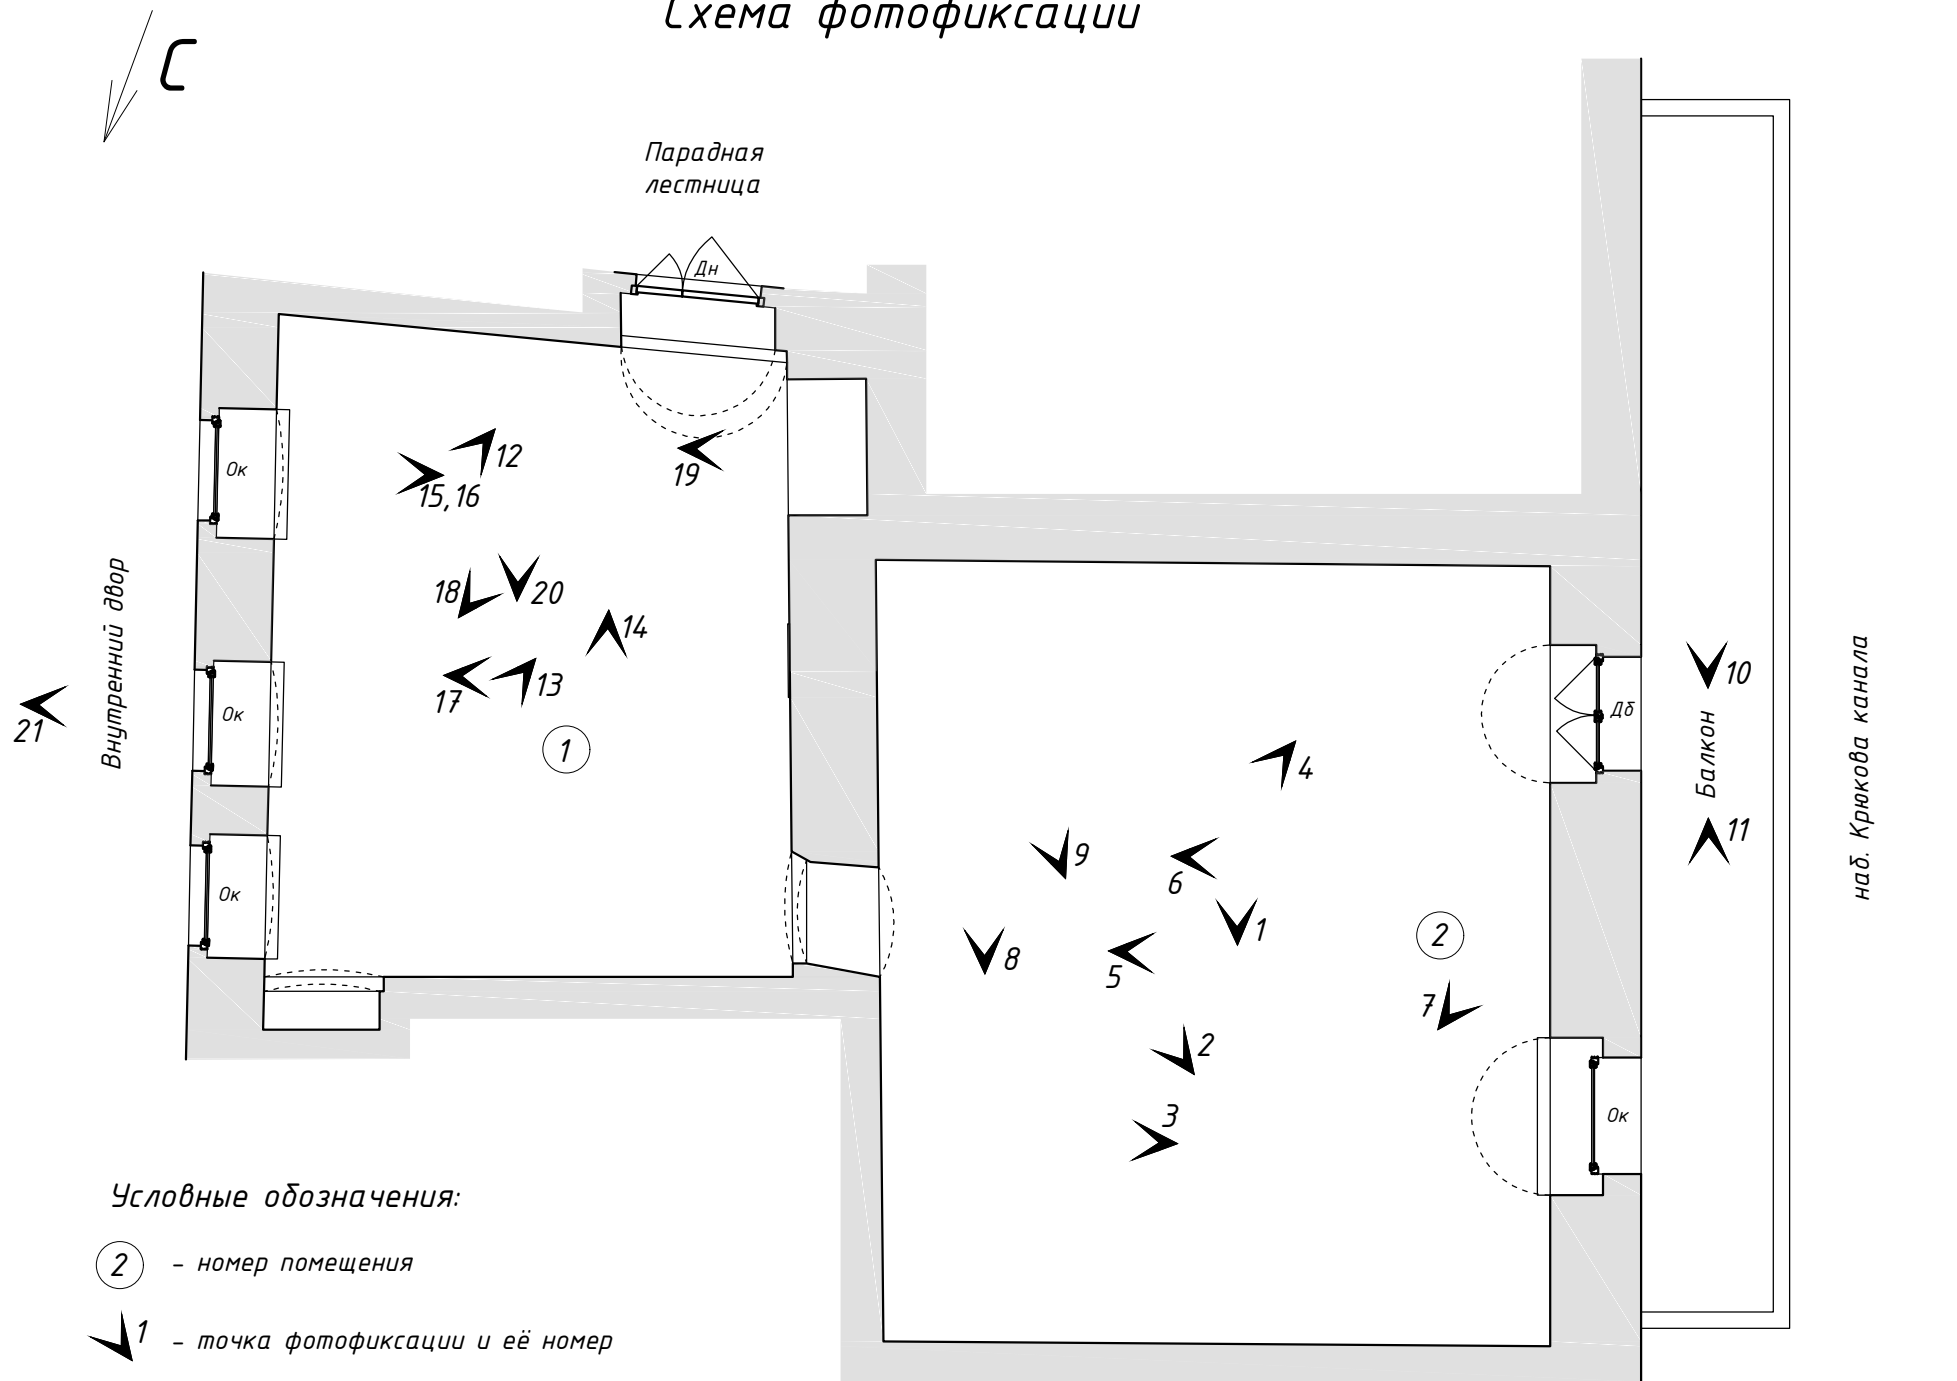 Схема фотофиксации
С
Парадная
лестница
Дн
12
15,16
19
Ок
18
20
14
17
13
1
Ок
Ок
21
Внутренний двор
10
Дб
Балкон
11
наб. Крюкова канала
4
9
6
1
2
8
5
7
2
3
Ок
Условные обозначения:
2 – номер помещения
1 – точка фотофиксации и её номер